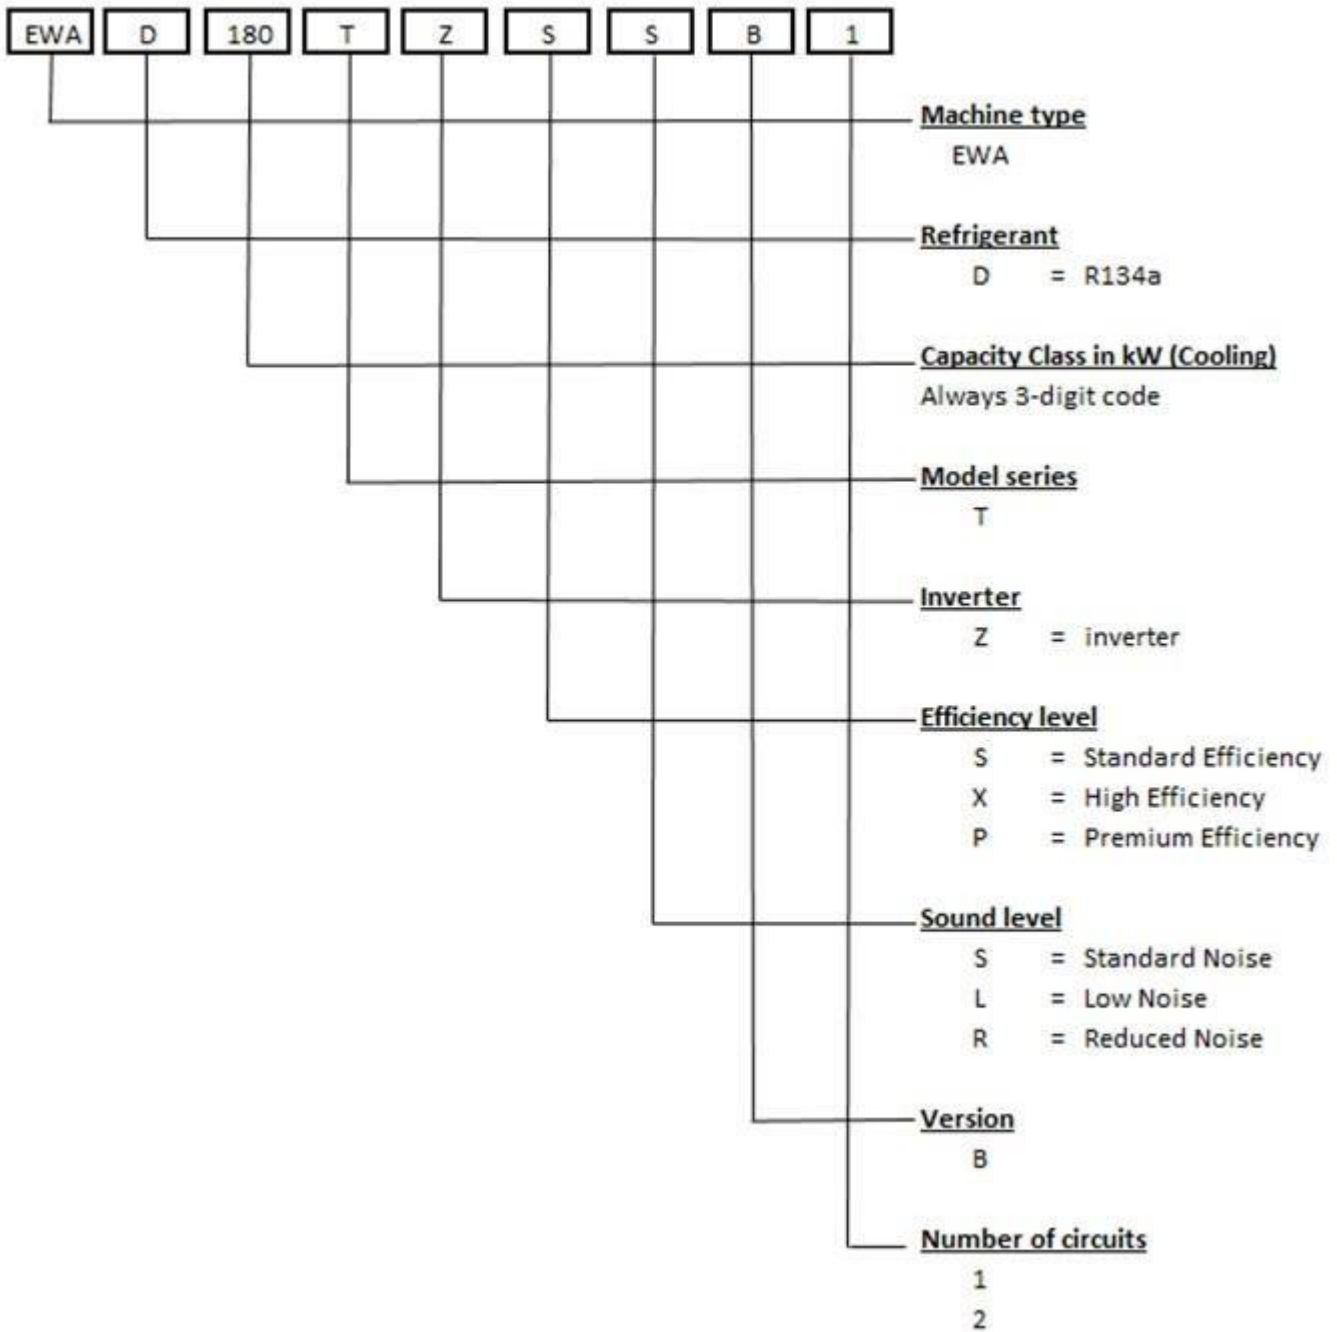 EWA D 180 T Z S S B 1
Machine type
EWA
Refrigerant
D = R134a
Capacity Class in kW (Cooling)
Always 3-digit code
Model series
T
Inverter
Z = inverter
Efficiency level
S = Standard Efficiency
X = High Efficiency
P = Premium Efficiency
Sound level
S = Standard Noise
L = Low Noise
R = Reduced Noise
Version
B
Number of circuits
1
2